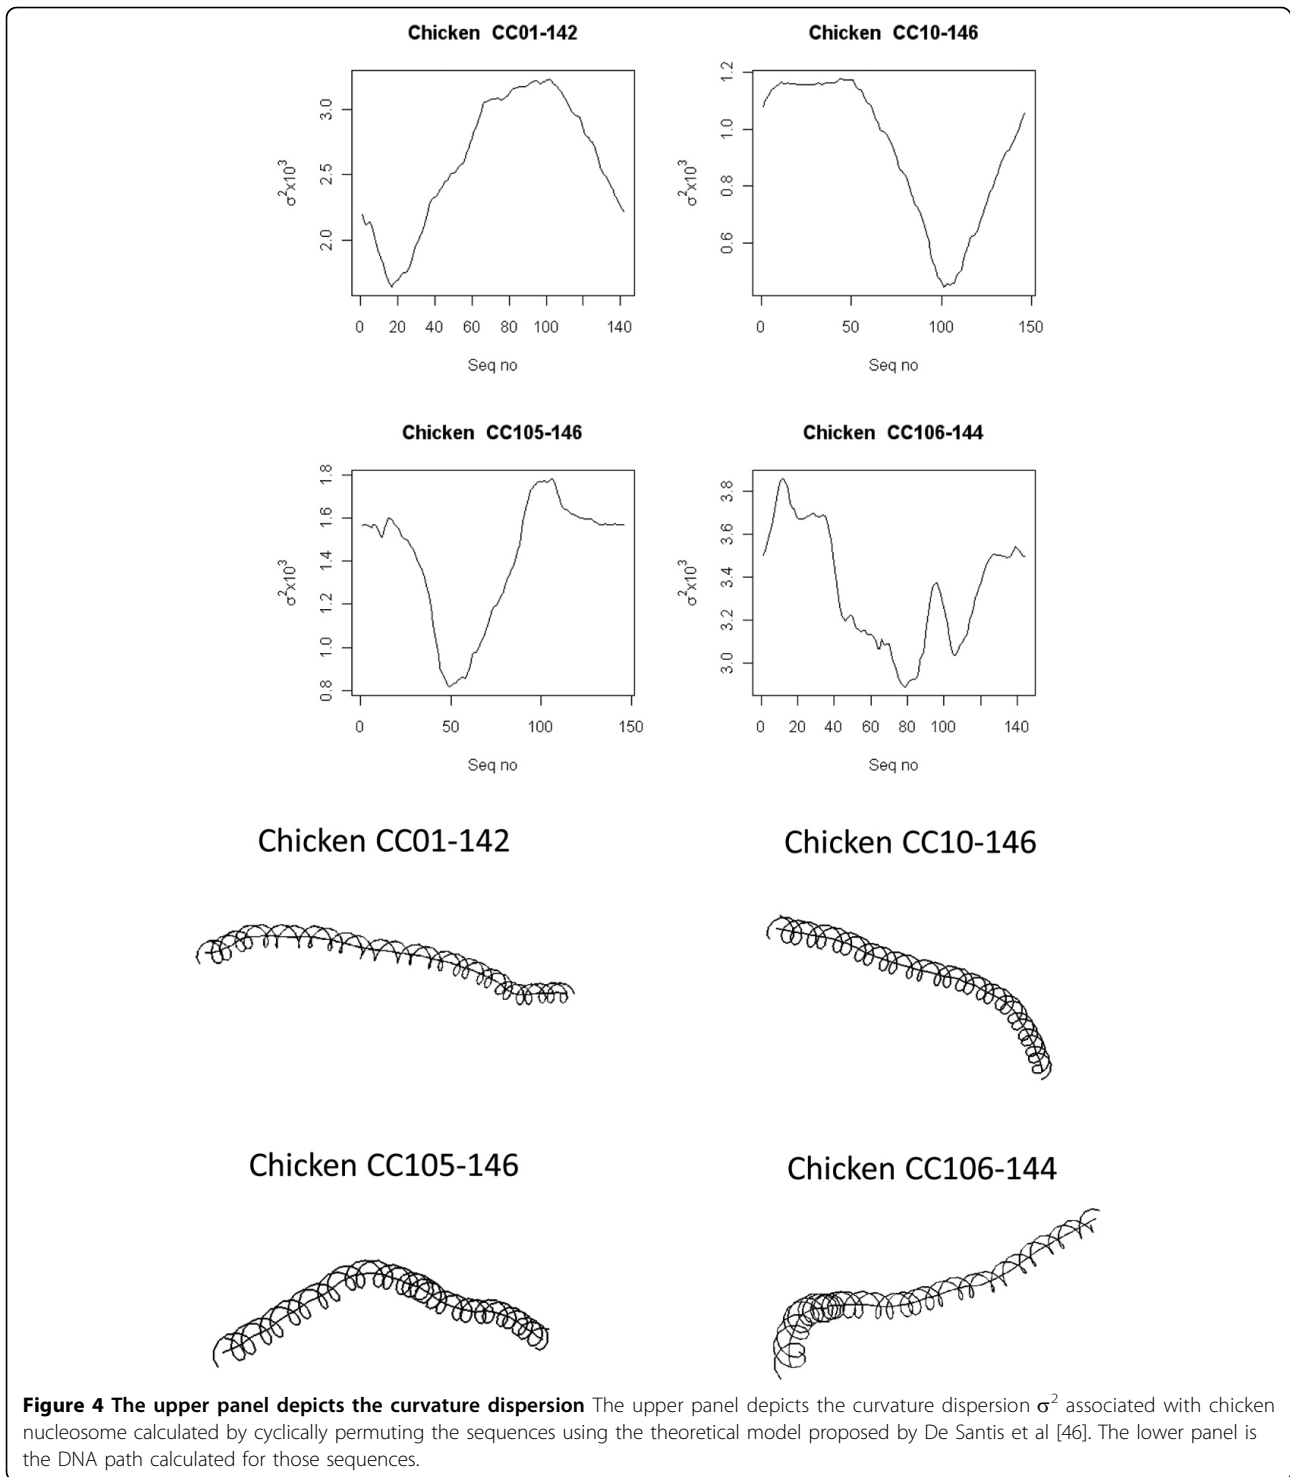 Chicken CC01-142
Chicken CC10-146
σ²x10³
2.0 2.5 3.0
0 20 40 60 80 100 140
Seq no
σ²x10³
0.6 0.8 1.0 1.2
0 50 100 150
Seq no
Chicken CC105-146
Chicken CC106-144
σ²x10³
0.8 1.0 1.2 1.4 1.6 1.8
0 50 100 150
Seq no
σ²x10³
3.0 3.2 3.4 3.6 3.8
0 20 40 60 80 100 140
Seq no
Chicken CC01-142
Chicken CC10-146
Chicken CC105-146
Chicken CC106-144
Figure 4 The upper panel depicts the curvature dispersion The upper panel depicts the curvature dispersion σ² associated with chicken
nucleosome calculated by cyclically permuting the sequences using the theoretical model proposed by De Santis et al [46]. The lower panel is
the DNA path calculated for those sequences.